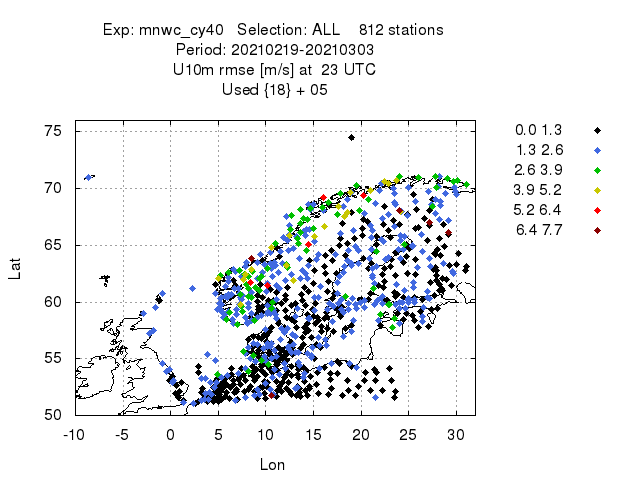 Exp: mnwc_cy40   Selection: ALL    812 stations
Period: 20210219-20210303
U10m rmse [m/s] at  23 UTC
Used {18} + 05
0.0 1.3
1.3 2.6
2.6 3.9
3.9 5.2
5.2 6.4
6.4 7.7
Lat
75
70
65
60
55
50
-10 -5 0 5 10 15 20 25 30
Lon